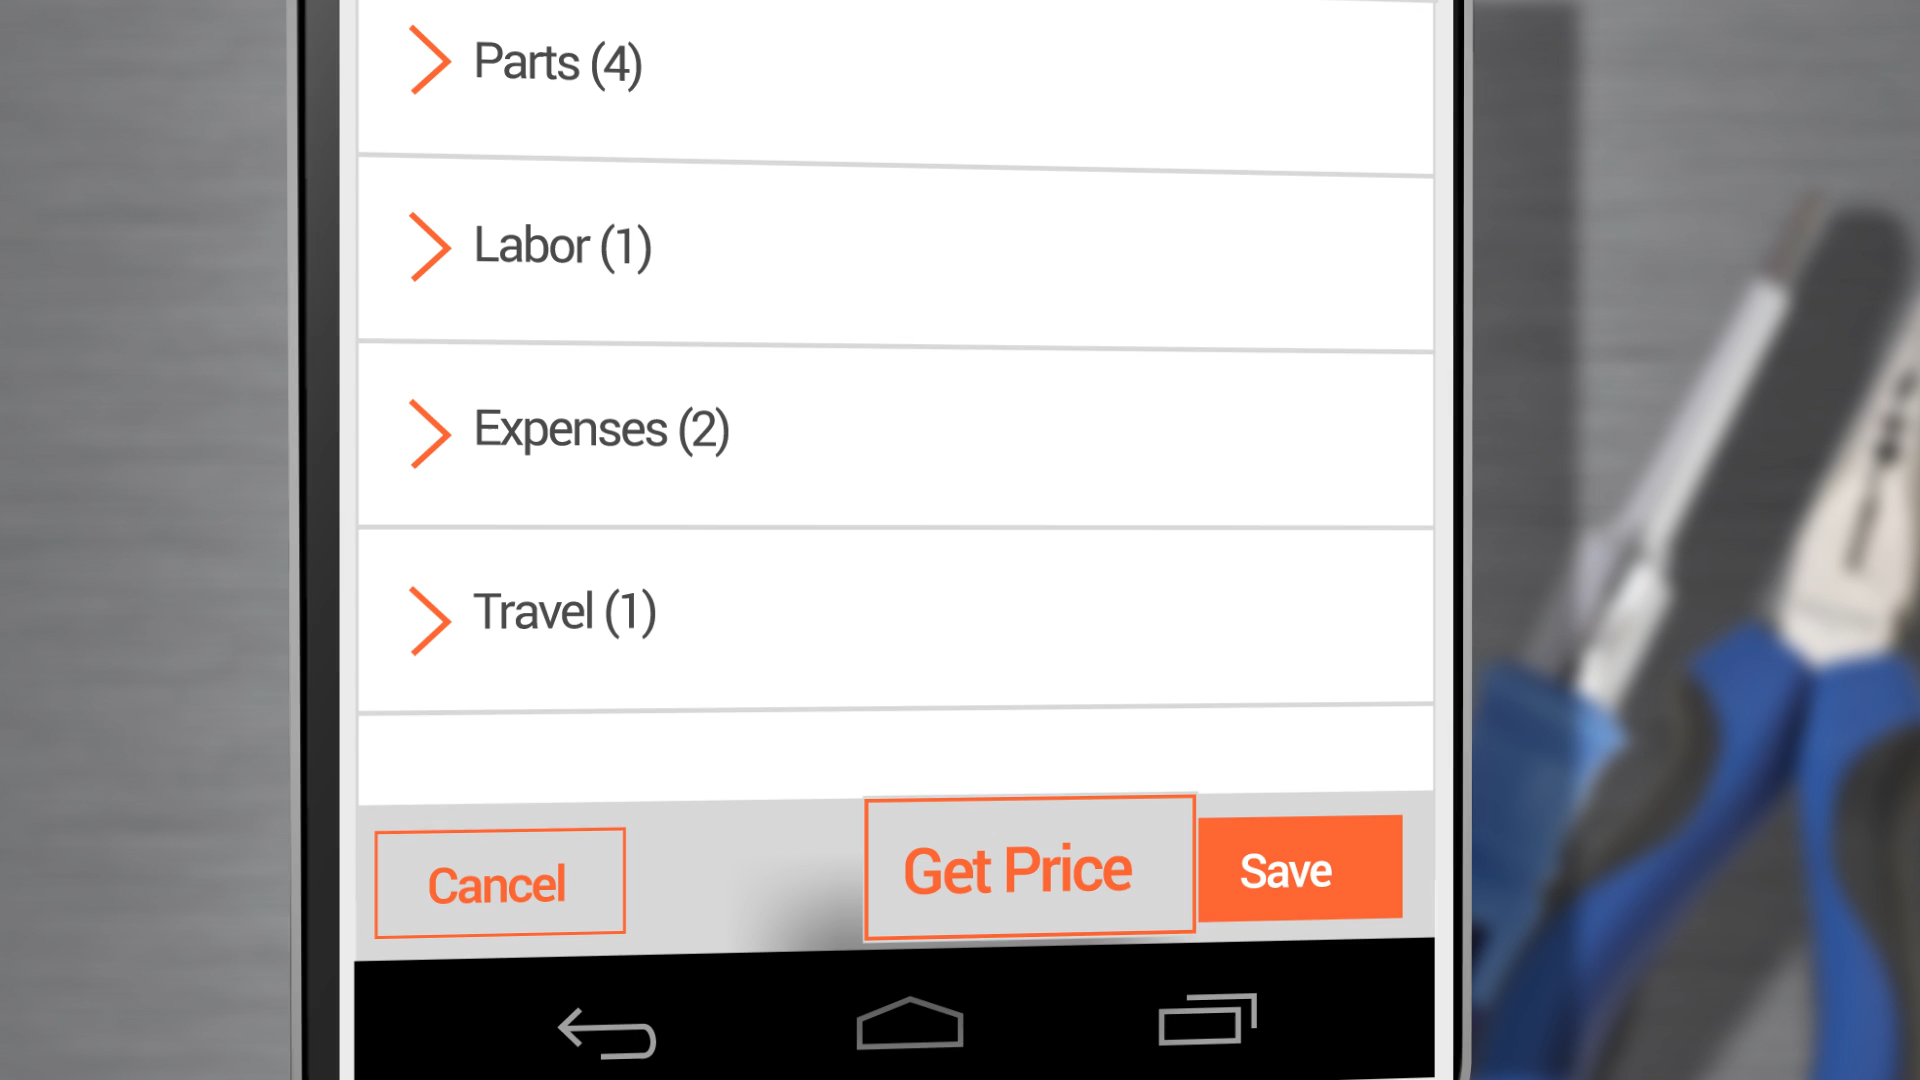 Parts (4)
Labor (1)
Expenses (2)
Travel (1)
Cancel
Get Price
Save